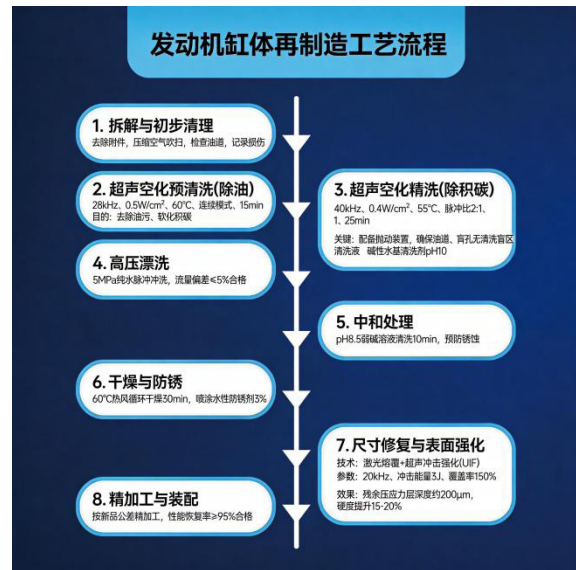 发动机缸体再制造工艺流程
1. 拆解与初步清理
去除附件，压缩空气吹扫，检查油道，记录损伤
2. 超声空化预清洗(除油)
28kHz、0.5W/cm²、60℃、连续模式、15min
目的：去除油污、软化积碳
3. 超声空化精洗(除积碳)
40kHz、0.4W/cm²、55℃、脉冲比2:1、
1、25min
关键：配备抛动装置，确保油道、盲孔无清洗盲区
清洗液 碱性水基清洗剂pH10
4. 高压漂洗
5MPa纯水脉冲冲洗，流量偏差≤5%合格
5. 中和处理
pH8.5弱碱溶液清洗10min，预防锈蚀
6. 干燥与防锈
60℃热风循环干燥30min，喷涂水性防锈剂3%
7. 尺寸修复与表面强化
技术：激光熔覆+超声冲击强化(UIF)
参数：20kHz、冲击能量3J、覆盖率150%
效果：残余压应力层深度约200μm，
硬度提升15-20%
8. 精加工与装配
按新品公差精加工，性能恢复率≥95%合格